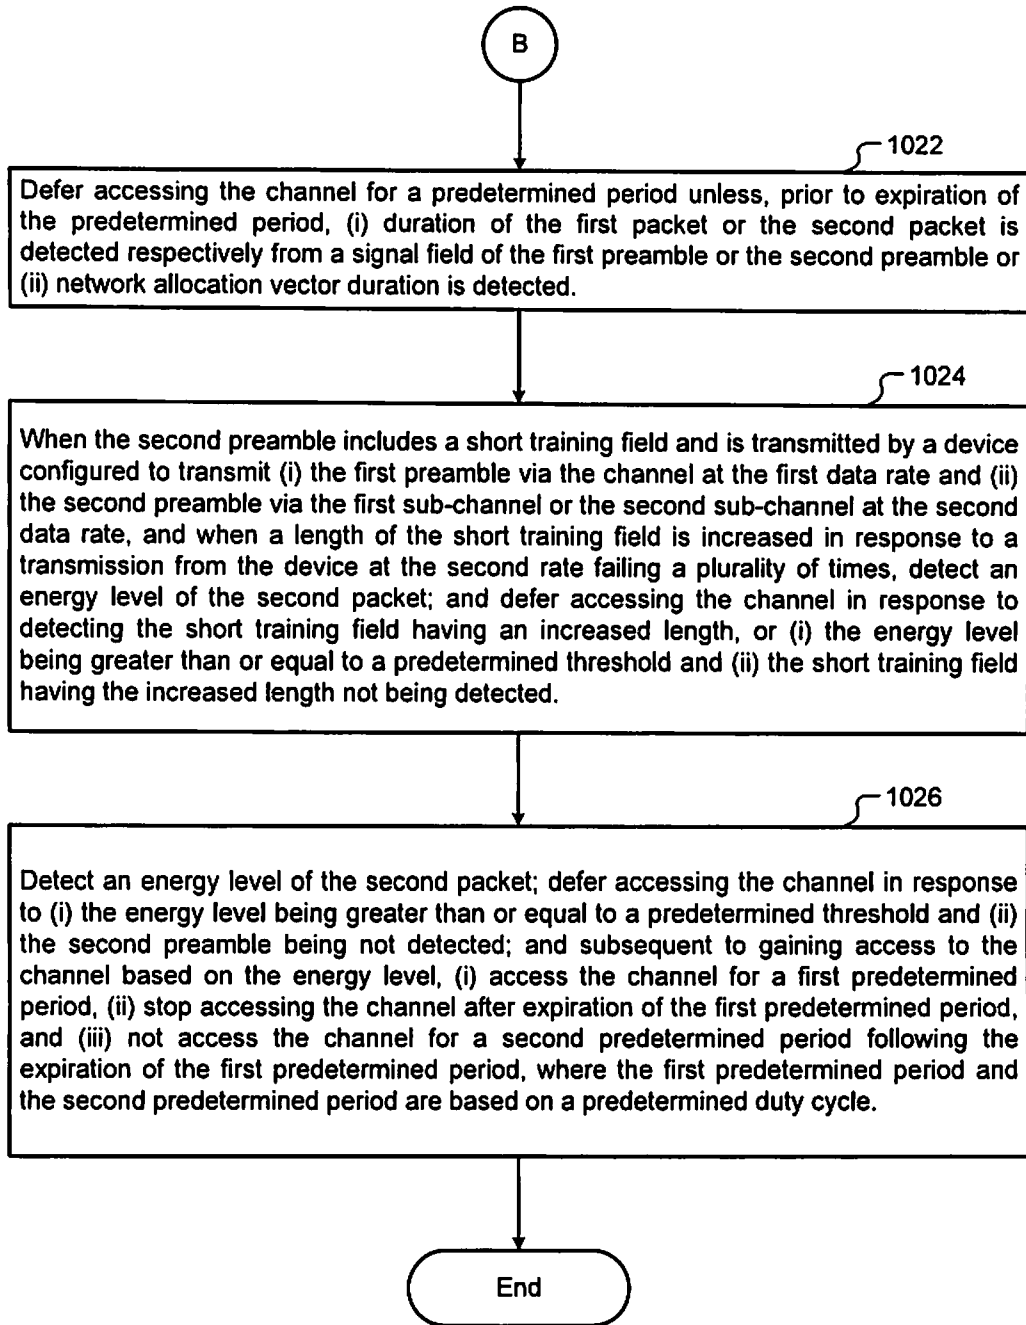 B
1022
Defer accessing the channel for a predetermined period unless, prior to expiration of
the predetermined period, (i) duration of the first packet or the second packet is
detected respectively from a signal field of the first preamble or the second preamble or
(ii) network allocation vector duration is detected.
1024
When the second preamble includes a short training field and is transmitted by a device
configured to transmit (i) the first preamble via the channel at the first data rate and (ii)
the second preamble via the first sub-channel or the second sub-channel at the second
data rate, and when a length of the short training field is increased in response to a
transmission from the device at the second rate failing a plurality of times, detect an
energy level of the second packet; and defer accessing the channel in response to
detecting the short training field having an increased length, or (i) the energy level
being greater than or equal to a predetermined threshold and (ii) the short training field
having the increased length not being detected.
1026
Detect an energy level of the second packet; defer accessing the channel in response
to (i) the energy level being greater than or equal to a predetermined threshold and (ii)
the second preamble being not detected; and subsequent to gaining access to the
channel based on the energy level, (i) access the channel for a first predetermined
period, (ii) stop accessing the channel after expiration of the first predetermined period,
and (iii) not access the channel for a second predetermined period following the
expiration of the first predetermined period, where the first predetermined period and
the second predetermined period are based on a predetermined duty cycle.
End